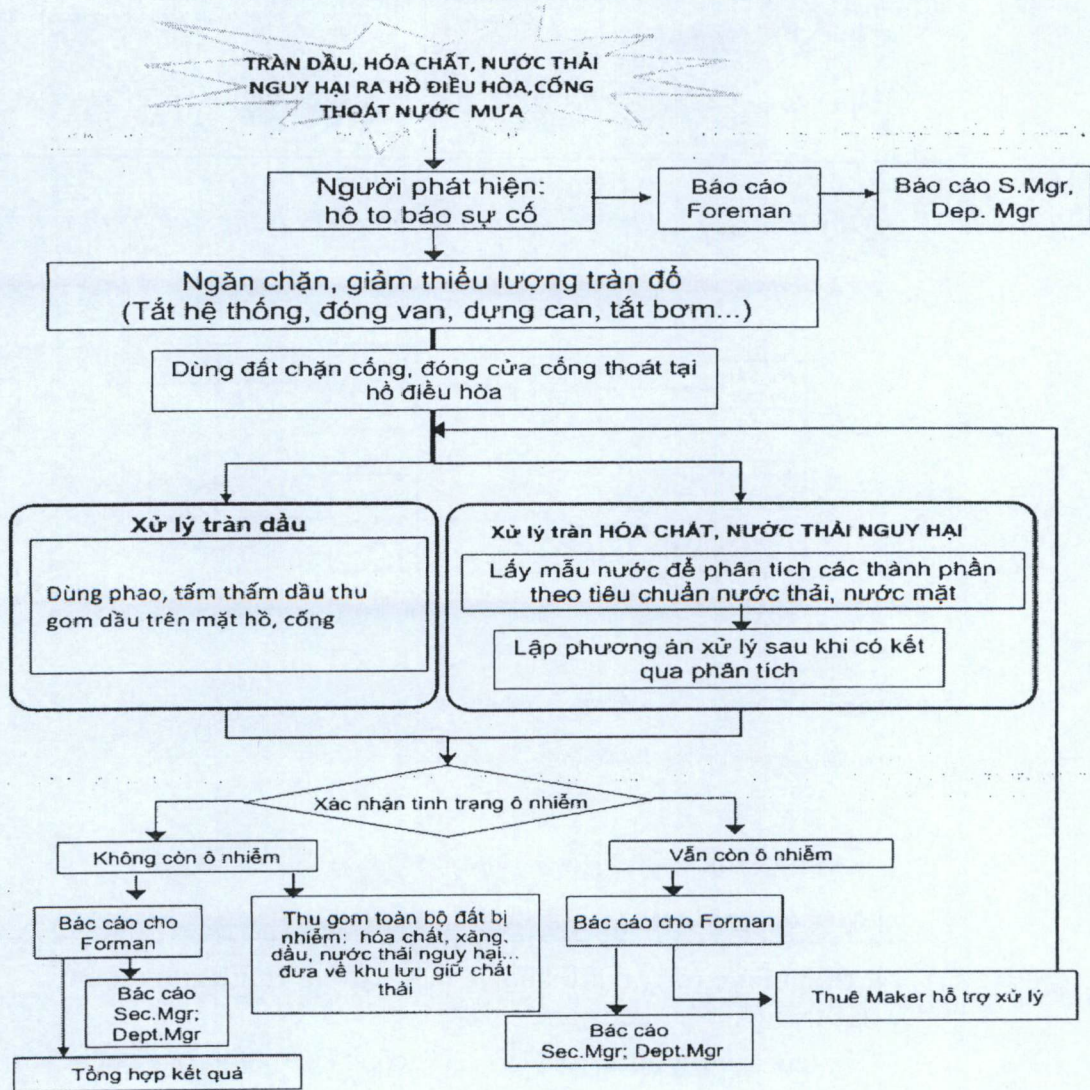 TRÀN DẦU, HÓA CHẤT, NƯỚC THẢI
NGUY HẠI RA HỒ ĐIỀU HÒA,CỐNG
THOÁT NƯỚC MƯA
Người phát hiện:
hô to báo sự cố
Báo cáo
Foreman
Báo cáo S.Mgr,
Dep. Mgr
Ngăn chặn, giảm thiểu lượng tràn đổ
(Tắt hệ thống, đóng van, dựng can, tắt bơm...)
Dùng đất chặn cống, đóng cửa cống thoát tại
hồ điều hòa
Xử lý tràn dầu
Dùng phao, tấm thấm dầu thu
gom dầu trên mặt hồ, cống
Xử lý tràn HÓA CHẤT, NƯỚC THẢI NGUY HẠI
Lấy mẫu nước để phân tích các thành phần
theo tiêu chuẩn nước thải, nước mặt
Lập phương án xử lý sau khi có kết
qua phân tích
Xác nhận tình trạng ô nhiễm
Không còn ô nhiễm
Vẫn còn ô nhiễm
Bác cáo cho
Forman
Thu gom toàn bộ đất bị
nhiễm: hóa chất, xăng,
dầu, nước thải nguy hại...
đưa về khu lưu giữ chất
thải
Bác cáo cho Forman
Bác cáo
Sec.Mgr;
Dept.Mgr
Thuê Maker hỗ trợ xử lý
Bác cáo
Sec.Mgr; Dept.Mgr
Tổng hợp kết quả